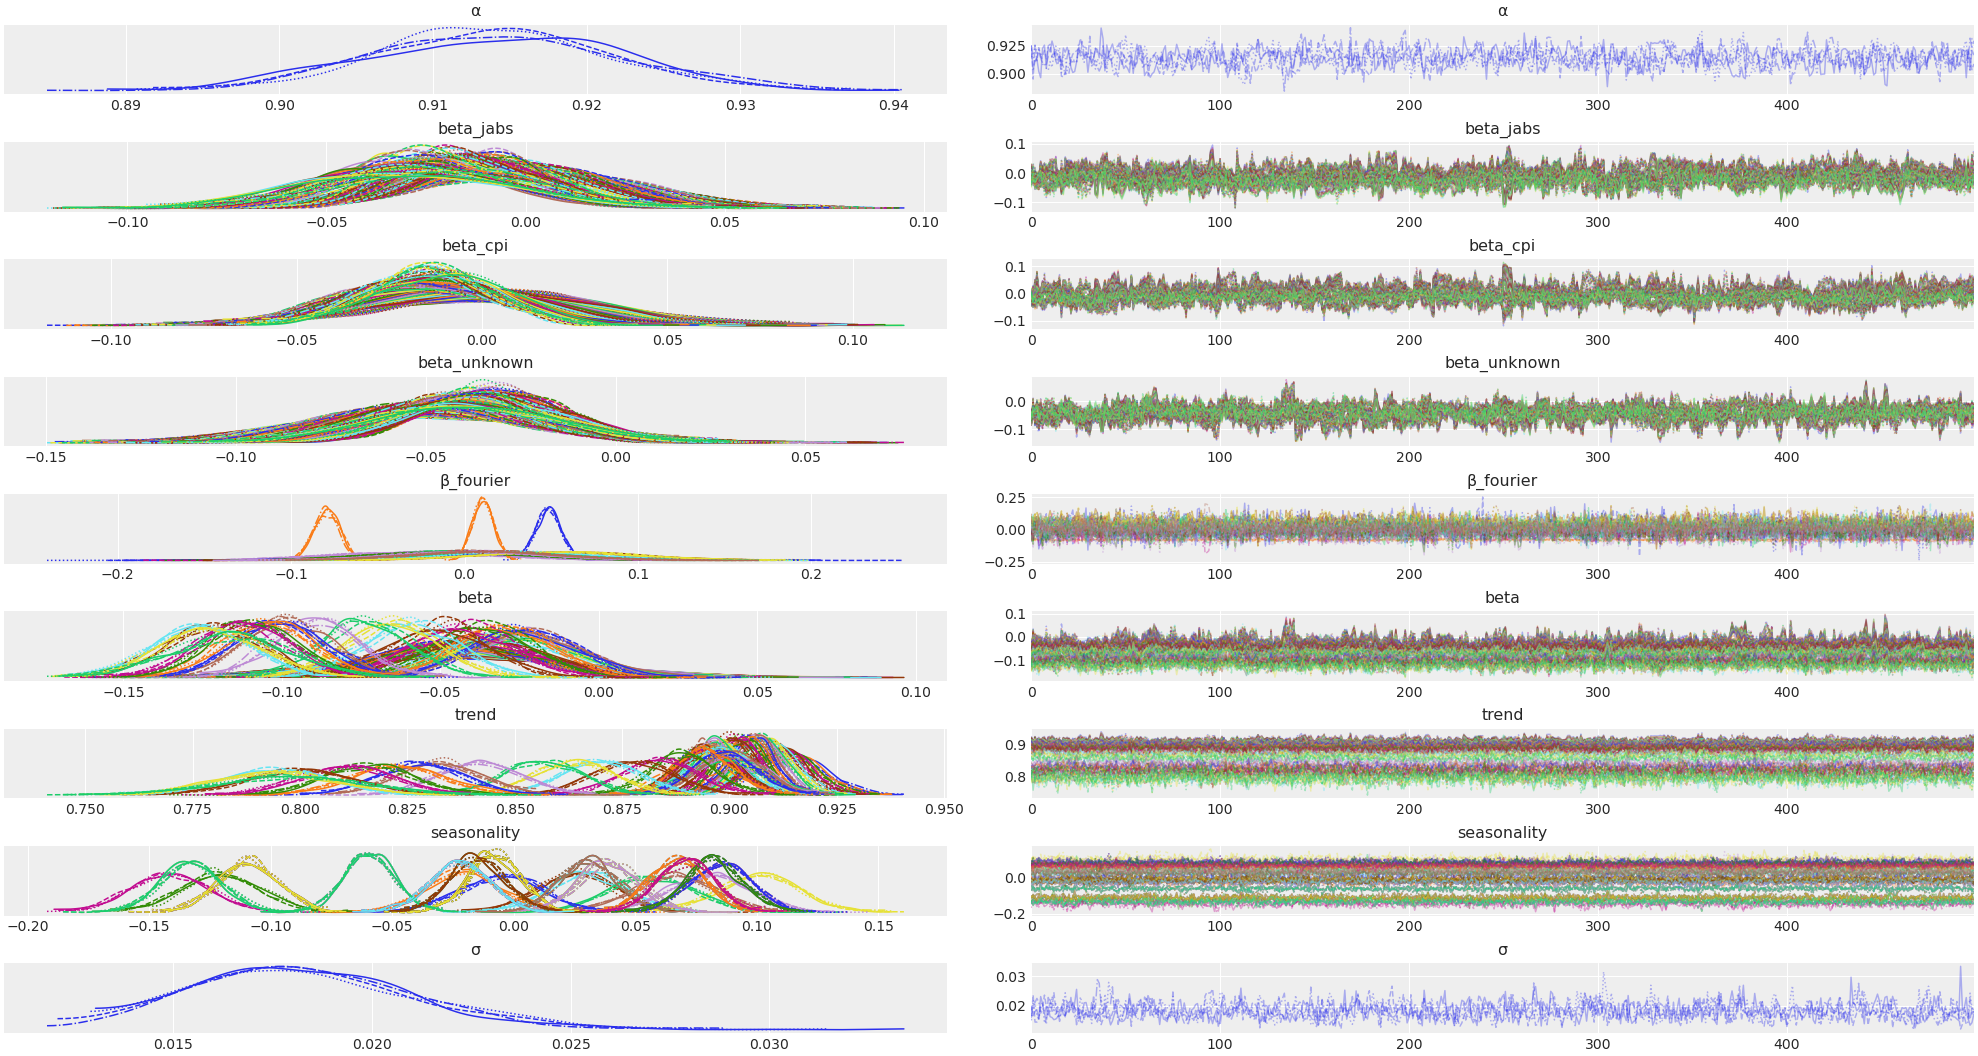 α α
0.925
0.900
0.89 0.90 0.91 0.92 0.93 0.94 0 100 200 300 400
beta_jabs beta_jabs
0.1
0.0
−0.1
−0.10 −0.05 0.00 0.05 0.10 0 100 200 300 400
beta_cpi beta_cpi
0.1
0.0
−0.1
−0.10 −0.05 0.00 0.05 0.10 0 100 200 300 400
beta_unknown beta_unknown
0.0
−0.1
−0.15 −0.10 −0.05 0.00 0.05 0 100 200 300 400
β_fourier β_fourier
0.25
0.00
−0.25
−0.2 −0.1 0.0 0.1 0.2 0 100 200 300 400
beta beta
0.1
0.0
−0.1
−0.15 −0.10 −0.05 0.00 0.05 0.10 0 100 200 300 400
trend trend
0.9
0.8
0.750 0.775 0.800 0.825 0.850 0.875 0.900 0.925 0.950 0 100 200 300 400
seasonality seasonality
0.0
−0.2
−0.20 −0.15 −0.10 −0.05 0.00 0.05 0.10 0.15 0 100 200 300 400
σ σ
0.03
0.02
0.015 0.020 0.025 0.030 0 100 200 300 400